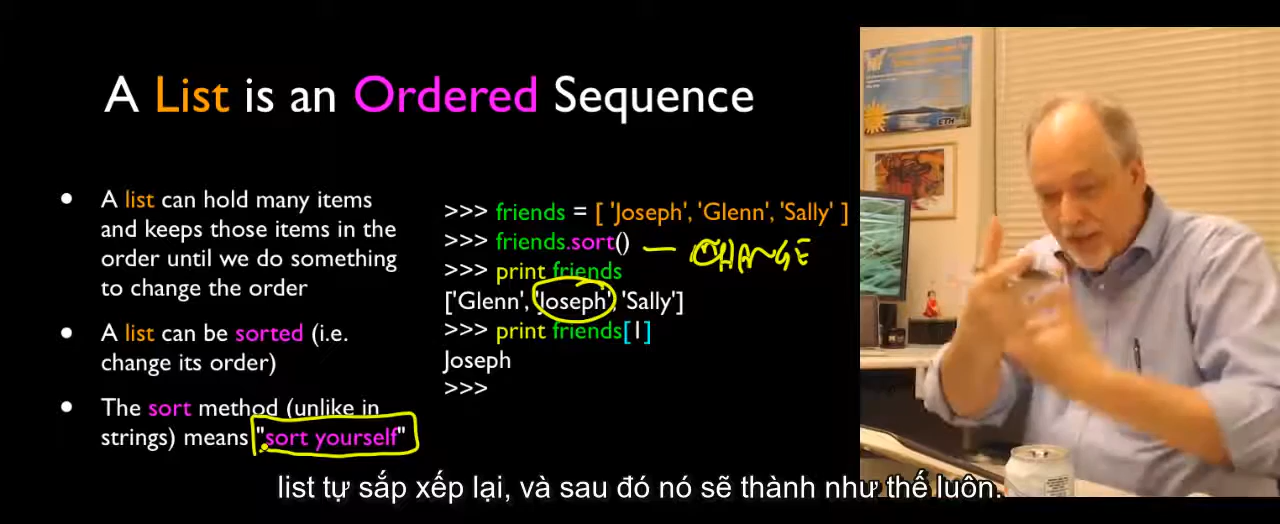 A List is an Ordered Sequence
• A list can hold many items
and keeps those items in the
order until we do something
to change the order
• A list can be sorted (i.e.
change its order)
• The sort method (unlike in
strings) means "sort yourself"
>>> friends = [ 'Joseph', 'Glenn', 'Sally' ]
>>> friends.sort() — CHANGE
>>> print friends
['Glenn', 'Joseph', 'Sally']
>>> print friends[1]
Joseph
>>>
ETH
list tự sắp xếp lại, và sau đó nó sẽ thành như thế luôn.